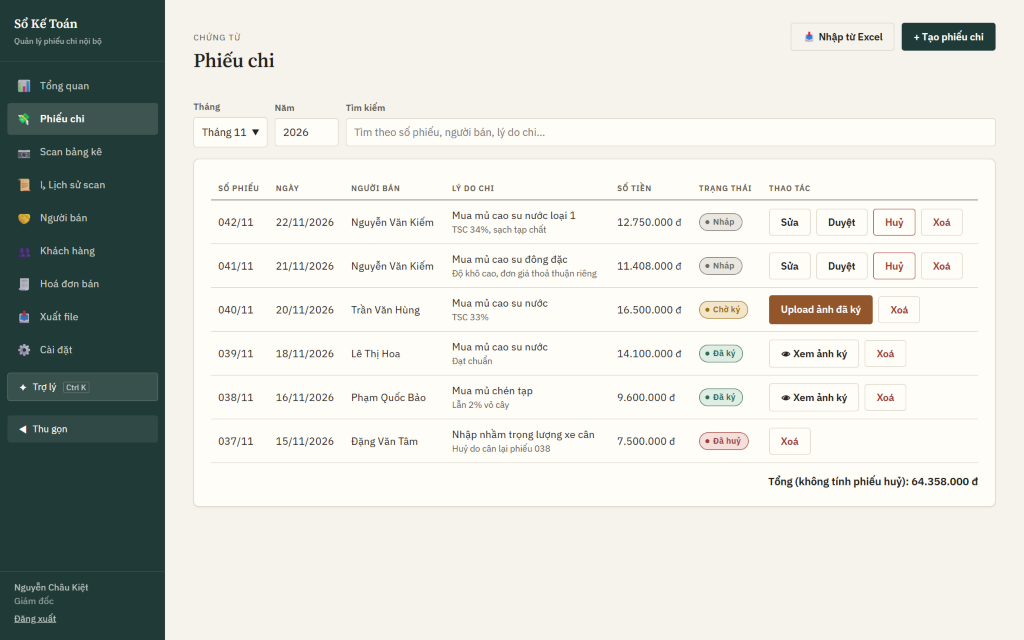 Sổ Kế Toán
Quản lý phiếu chi nội bộ
Tổng quan
Phiếu chi
Scan bảng kê
Lịch sử scan
Người bán
Khách hàng
Hoá đơn bán
Xuất file
Cài đặt
✦ Trợ lý Ctrl K
◀ Thu gọn
Nguyễn Châu Kiệt
Giám đốc
Đăng xuất
CHỨNG TỪ
Phiếu chi
Nhập từ Excel
+ Tạo phiếu chi
Tháng Năm Tìm kiếm
Tháng 11 ▼ 2026 Tìm theo số phiếu, người bán, lý do chi...
SỐ PHIẾU NGÀY NGƯỜI BÁN LÝ DO CHI SỐ TIỀN TRẠNG THÁI THAO TÁC
042/11 22/11/2026 Nguyễn Văn Kiếm Mua mủ cao su nước loại 1 12.750.000 đ Nháp Sửa Duyệt Huỷ Xoá
TSC 34%, sạch tạp chất
041/11 21/11/2026 Nguyễn Văn Kiếm Mua mủ cao su đông đặc 11.408.000 đ Nháp Sửa Duyệt Huỷ Xoá
Độ khô cao, đơn giá thoả thuận riêng
040/11 20/11/2026 Trần Văn Hùng Mua mủ cao su nước 16.500.000 đ Chờ ký Upload ảnh đã ký Xoá
TSC 33%
039/11 18/11/2026 Lê Thị Hoa Mua mủ cao su nước 14.100.000 đ Đã ký Xem ảnh ký Xoá
Đạt chuẩn
038/11 16/11/2026 Phạm Quốc Bảo Mua mủ chén tạp 9.600.000 đ Đã ký Xem ảnh ký Xoá
Lẫn 2% vỏ cây
037/11 15/11/2026 Đặng Văn Tâm Nhập nhầm trọng lượng xe cân 7.500.000 đ Đã huỷ Xoá
Huỷ do cân lại phiếu 038
Tổng (không tính phiếu huỷ): 64.358.000 đ